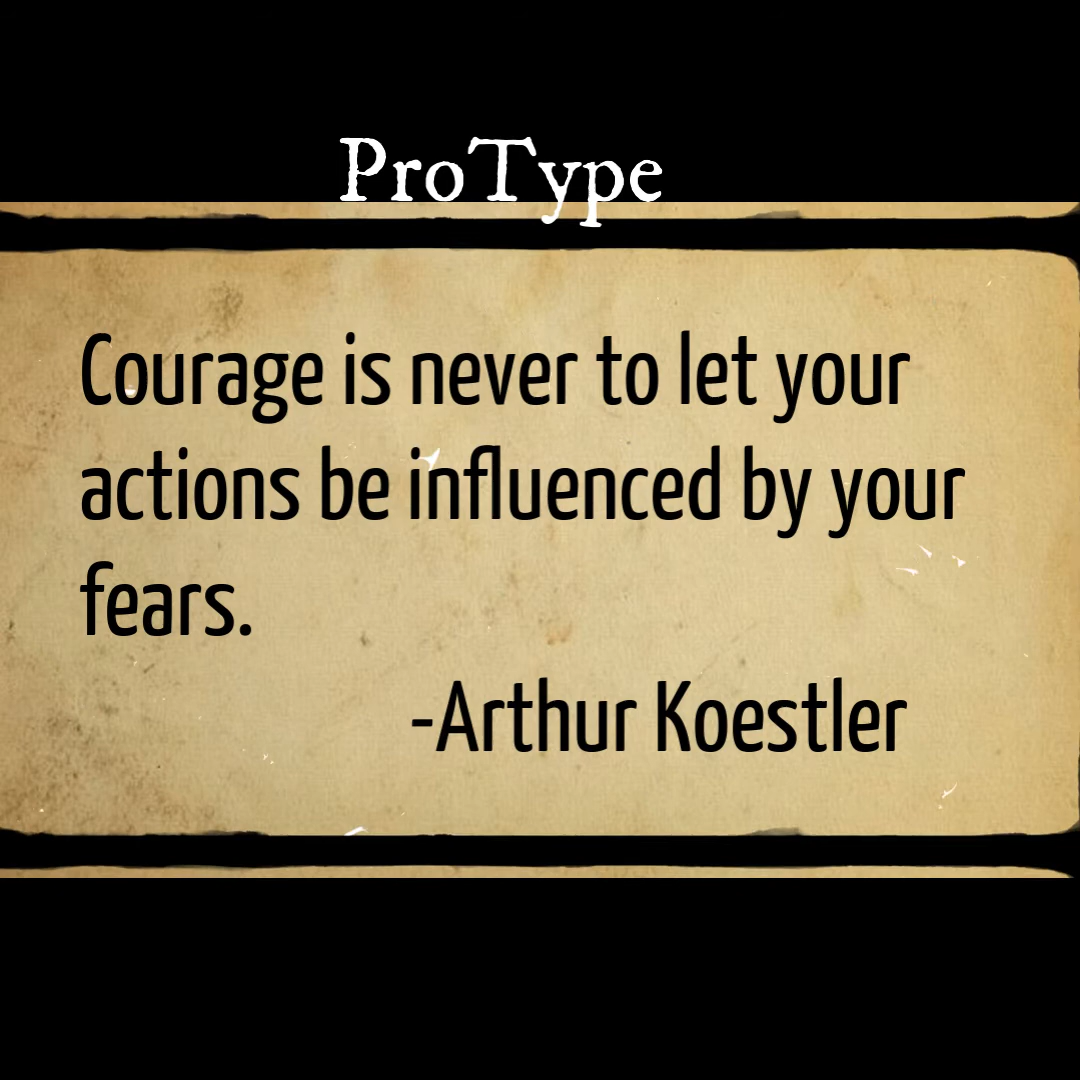 ProType
Courage is never to let your
actions be influenced by your
fears.
-Arthur Koestler